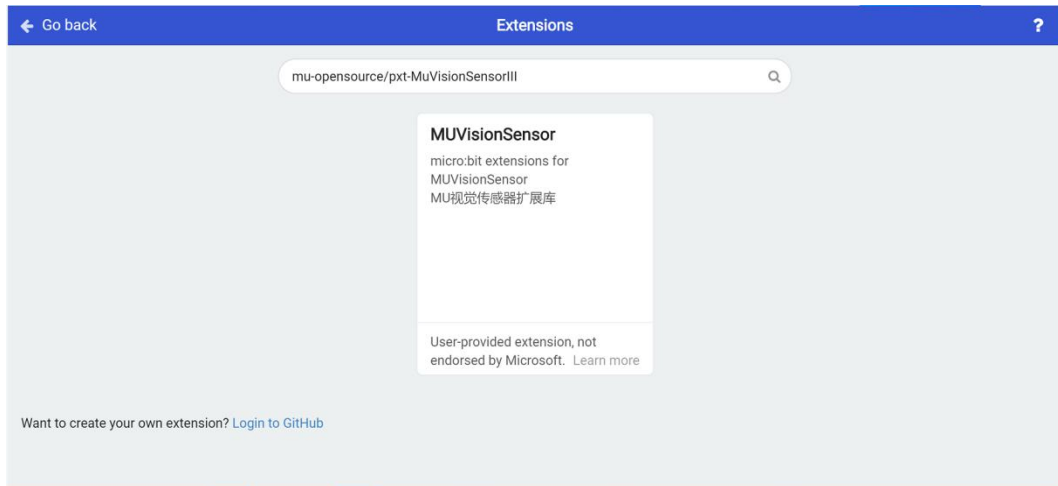 Go back
Extensions
?
mu-opensource/pxt-MuVisionSensorIII
MUVisionSensor
micro:bit extensions for
MUVisionSensor
MU视觉传感器扩展库
User-provided extension, not
endorsed by Microsoft. Learn more
Want to create your own extension? Login to GitHub